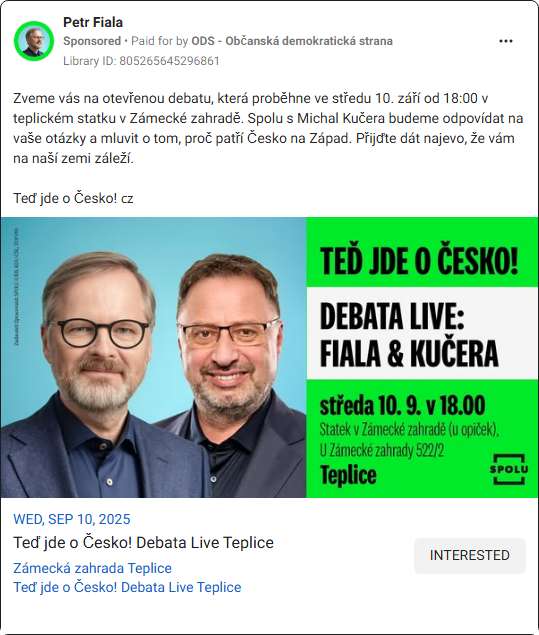 Petr Fiala
Sponsored • Paid for by ODS - Občanská demokratická strana
Library ID: 805265645296861
Zveme vás na otevřenou debatu, která proběhne ve středu 10. září od 18:00 v
teplickém statku v Zámecké zahradě. Spolu s Michal Kučera budeme odpovídat na
vaše otázky a mluvit o tom, proč patří Česko na Západ. Přijďte dát najevo, že vám
na naší zemi záleží.
Teď jde o Česko! cz
TEĎ JDE O ČESKO!
DEBATA LIVE:
FIALA & KUČERA
středa 10. 9. v 18.00
Statek v Zámecké zahradě (u opiček),
U Zámecké zahrady 522/2
Teplice
SPOLU
WED, SEP 10, 2025
Teď jde o Česko! Debata Live Teplice
Zámecká zahrada Teplice
Teď jde o Česko! Debata Live Teplice
INTERESTED